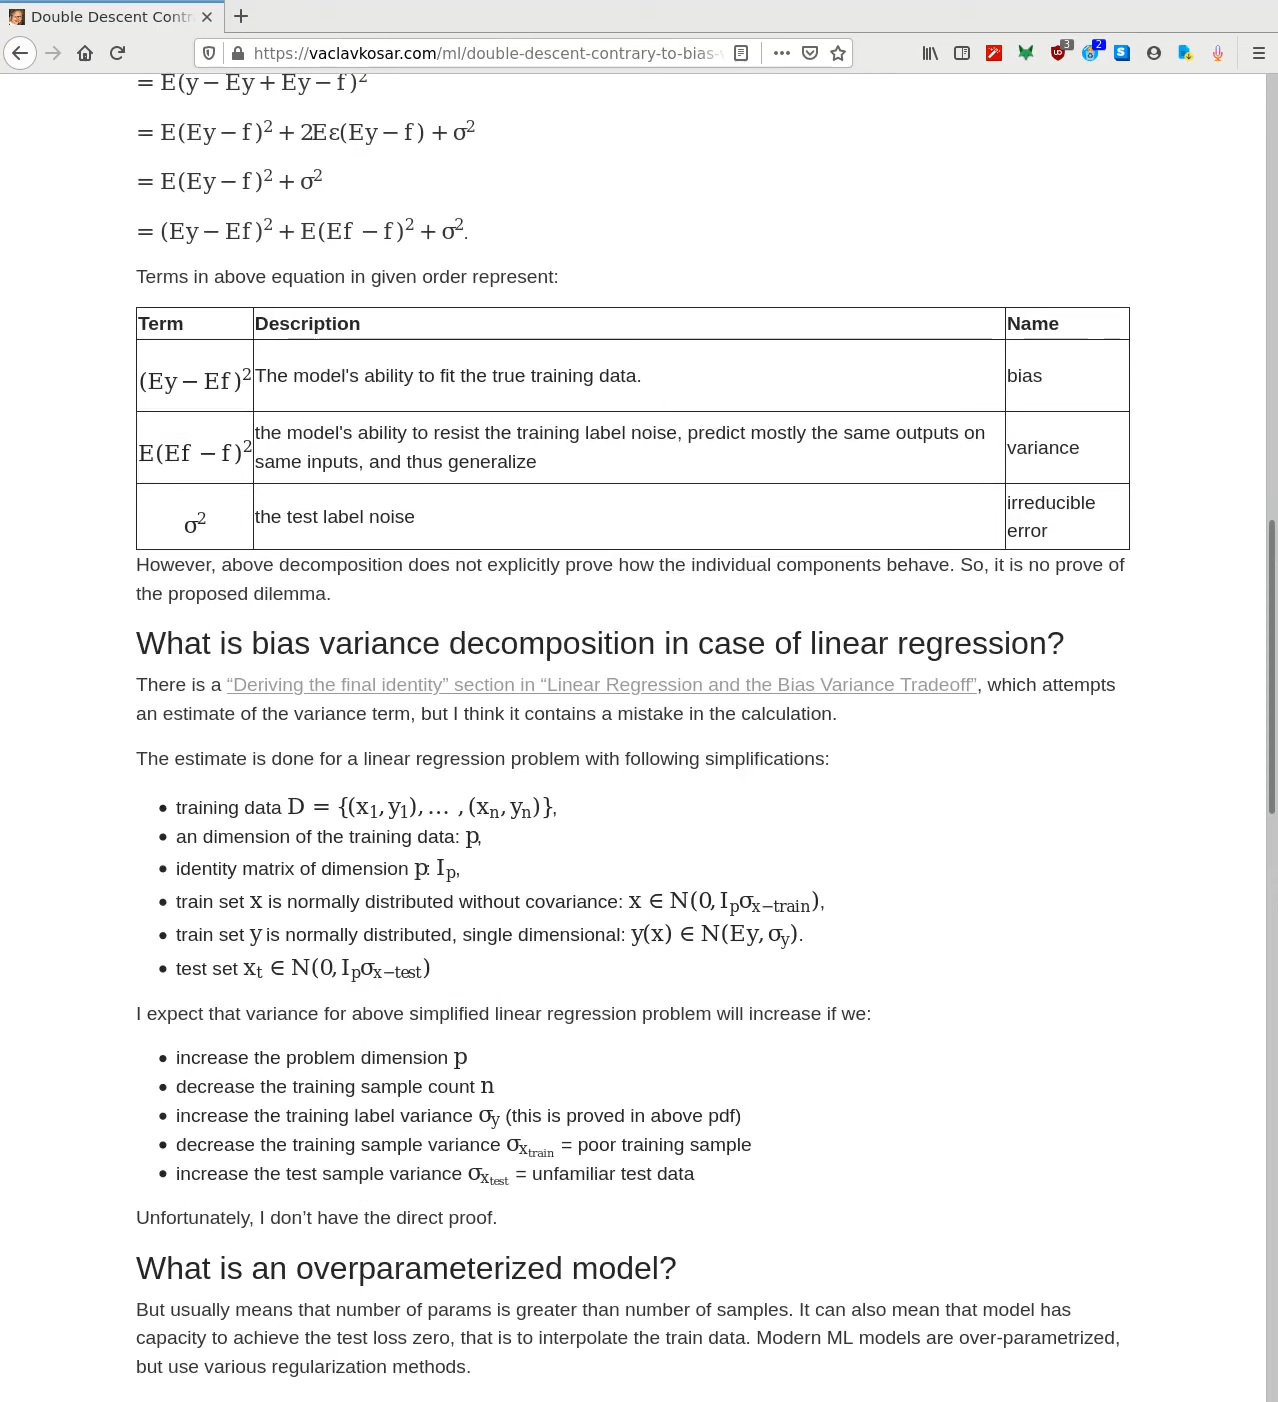 Double Descent Contr
https://vaclavkosar.com/ml/double-descent-contrary-to-bias-v
3
2
S
= E(y − Ey + Ey − f)²
= E(Ey − f)² + 2Eε(Ey − f) + σ²
= E(Ey − f)² + σ²
= (Ey − Ef)² + E(Ef − f)² + σ².
Terms in above equation in given order represent:
Term Description Name
(Ey − Ef)² The model's ability to fit the true training data. bias
E(Ef − f)² the model's ability to resist the training label noise, predict mostly the same outputs on
same inputs, and thus generalize variance
σ² the test label noise irreducible
error
However, above decomposition does not explicitly prove how the individual components behave. So, it is no prove of
the proposed dilemma.
What is bias variance decomposition in case of linear regression?
There is a “Deriving the final identity” section in “Linear Regression and the Bias Variance Tradeoff”, which attempts
an estimate of the variance term, but I think it contains a mistake in the calculation.
The estimate is done for a linear regression problem with following simplifications:
• training data D = {(x₁, y₁), … , (xₙ, yₙ)},
• an dimension of the training data: p,
• identity matrix of dimension p: Iₚ,
• train set x is normally distributed without covariance: x ∈ N(0, Iₚσ_{x−train}),
• train set y is normally distributed, single dimensional: y(x) ∈ N(Ey, σ_y).
• test set xₜ ∈ N(0, Iₚσ_{x−test})
I expect that variance for above simplified linear regression problem will increase if we:
• increase the problem dimension p
• decrease the training sample count n
• increase the training label variance σ_y (this is proved in above pdf)
• decrease the training sample variance σ_{x_{train}} = poor training sample
• increase the test sample variance σ_{x_{test}} = unfamiliar test data
Unfortunately, I don’t have the direct proof.
What is an overparameterized model?
But usually means that number of params is greater than number of samples. It can also mean that model has
capacity to achieve the test loss zero, that is to interpolate the train data. Modern ML models are over-parametrized,
but use various regularization methods.